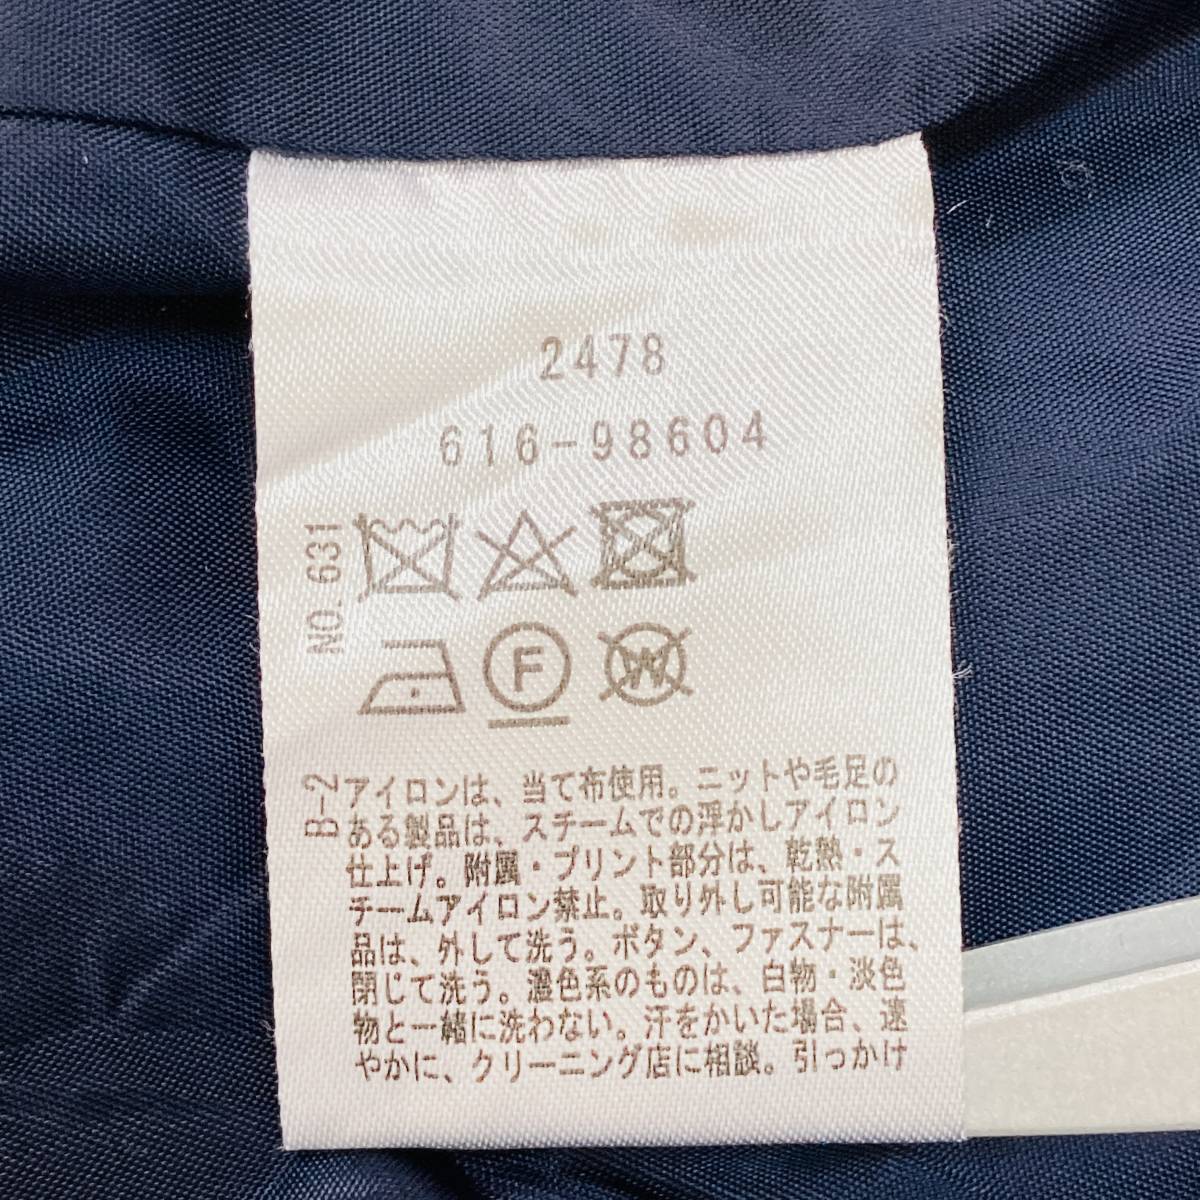 2478
616-98604
NO. 631
F
W
B-2
アイロンは、当て布使用。ニットや毛足の
ある製品は、スチームでの浮かしアイロン
仕上げ。附属・プリント部分は、乾熱・ス
チームアイロン禁止。取り外し可能な附属
品は、外して洗う。ボタン、ファスナーは、
閉じて洗う。濃色系のものは、白物・淡色
物と一緒に洗わない。汗をかいた場合、速
やかに、クリーニング店に相談。引っかけ